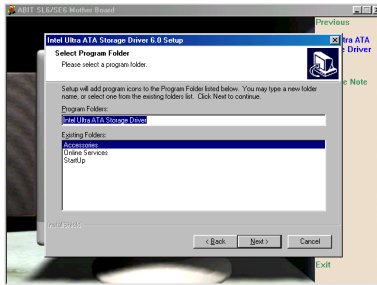 ABIT SL6/SE6 Mother Board
Previous
Intel Ultra ATA Storage Driver 6.0 Setup
tra ATA
Driver
Select Program Folder
Please select a program folder.
e Note
Setup will add program icons to the Program Folder listed below. You may type a new folder
name, or select one from the existing folders list. Click Next to continue.
Program Folders:
Intel Ultra ATA Storage Driver
Existing Folders:
Accessories
Online Services
StartUp
InstallShield
< Back
Next >
Cancel
Exit